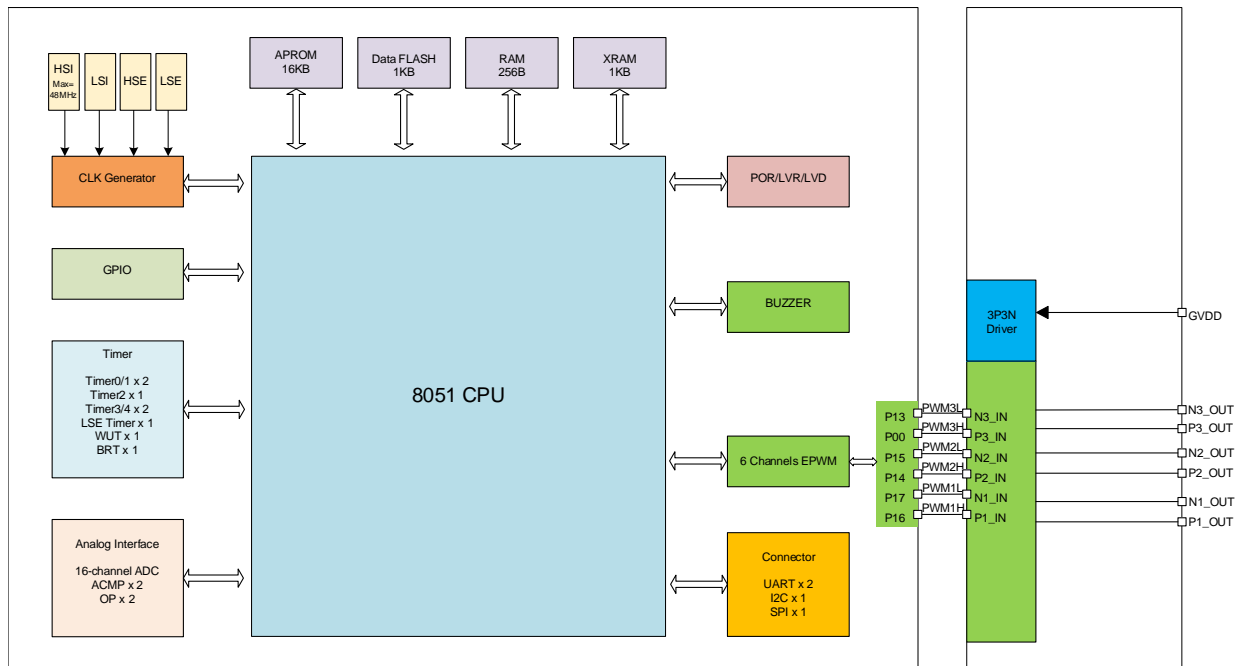 HSI
Max=
48MHz
LSI
HSE
LSE
APROM
16KB
Data FLASH
1KB
RAM
256B
XRAM
1KB
CLK Generator
GPIO
Timer
Timer0/1 x 2
Timer2 x 1
Timer3/4 x 2
LSE Timer x 1
WUT x 1
BRT x 1
Analog Interface
16-channel ADC
ACMP x 2
OP x 2
8051 CPU
POR/LVR/LVD
BUZZER
6 Channels EPWM
Connector
UART x 2
I2C x 1
SPI x 1
P13
P00
P15
P14
P17
P16
PWM3L
PWM3H
PWM2L
PWM2H
PWM1L
PWM1H
3P3N
Driver
N3_IN
P3_IN
N2_IN
P2_IN
N1_IN
P1_IN
GVDD
N3_OUT
P3_OUT
N2_OUT
P2_OUT
N1_OUT
P1_OUT